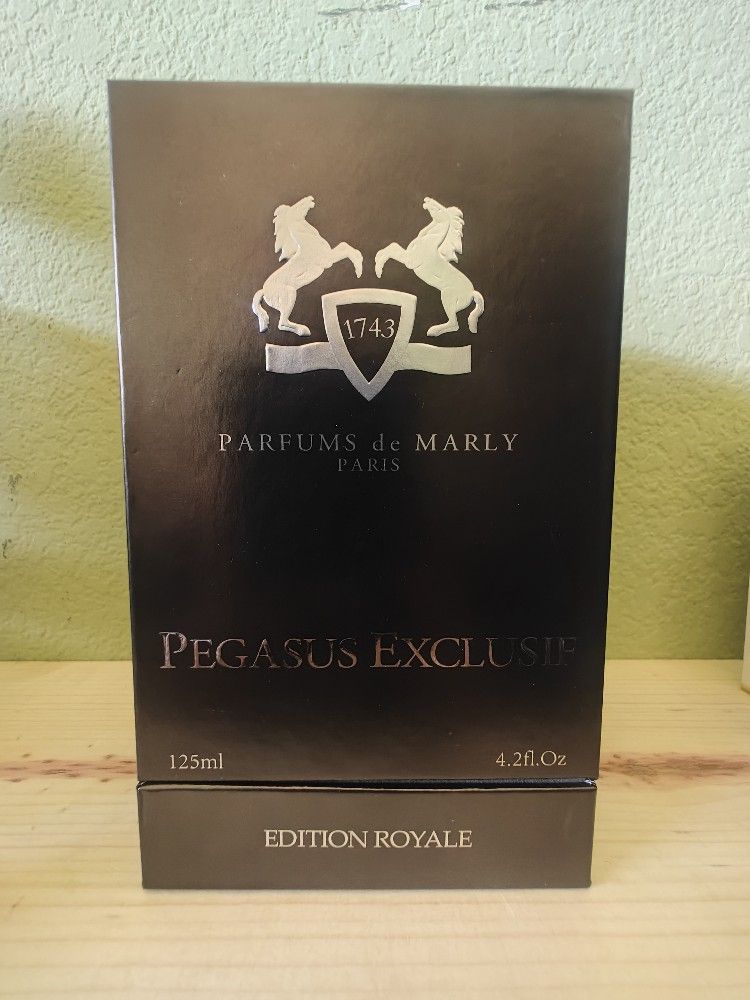 1743
PARFUMS de MARLY
PARIS
PEGASUS EXCLUSIF
125ml 4.2fl.Oz
EDITION ROYALE